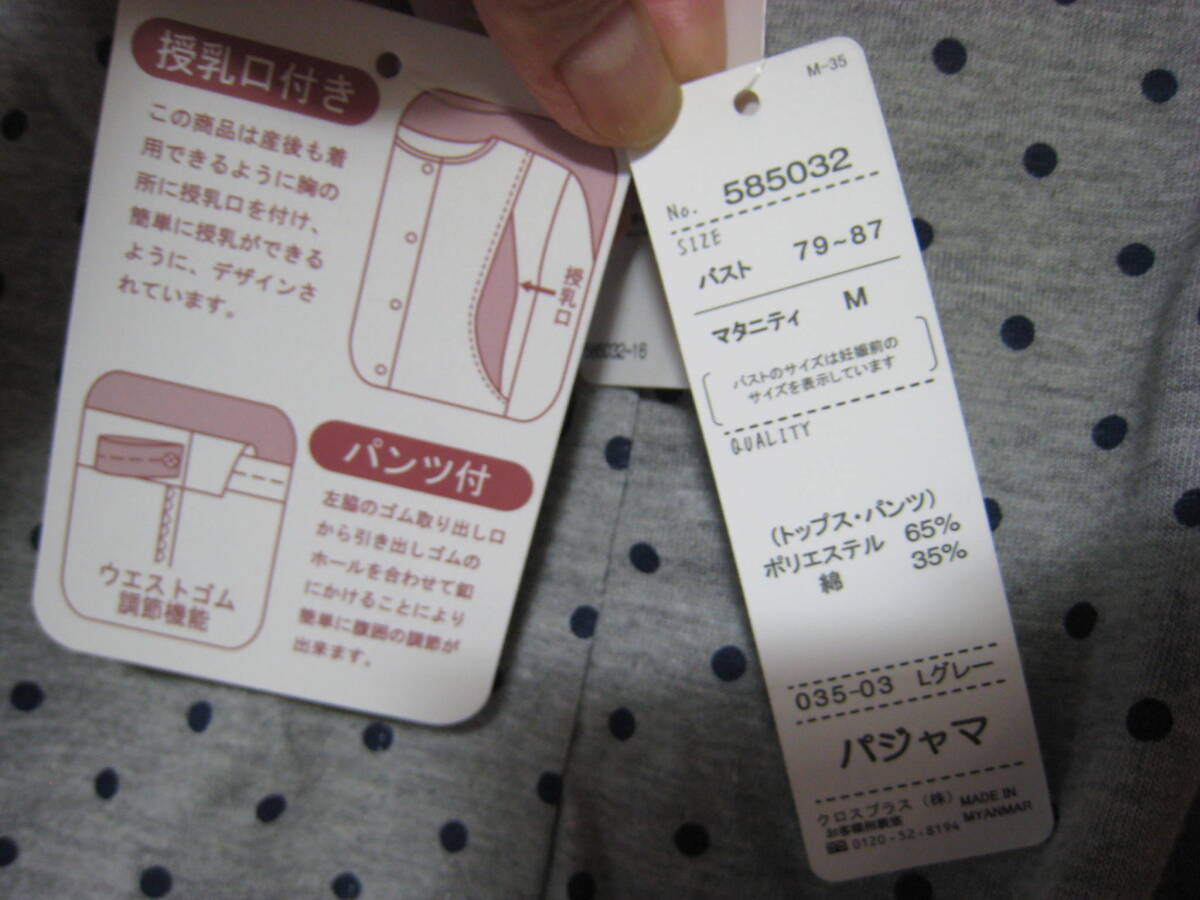 授乳口付き
この商品は産後も着
用できるように胸の
所に授乳口を付け、
簡単に授乳ができる
ように、デザインさ
れています。
授乳口
パンツ付
左脇のゴム取り出し口
から引き出しゴムの
ホールを合わせて釦
にかけることにより
簡単に腹囲の調節が
出来ます。
ウエストゴム
調節機能
M-35
No. 585032
SIZE
バスト 79~87
マタニティ M
バストのサイズは妊娠前の
サイズを表示しています
QUALITY
(トップス・パンツ)
ポリエステル 65%
綿 35%
035-03 Lグレー
パジャマ
クロスプラス(株) MADE IN
MYANMAR
0120-52-8194